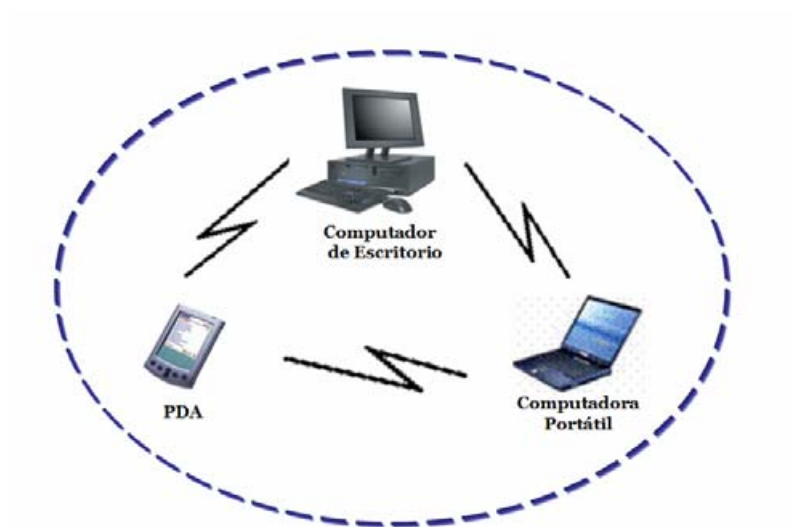 Computador
de Escritorio
PDA
Computadora
Portátil